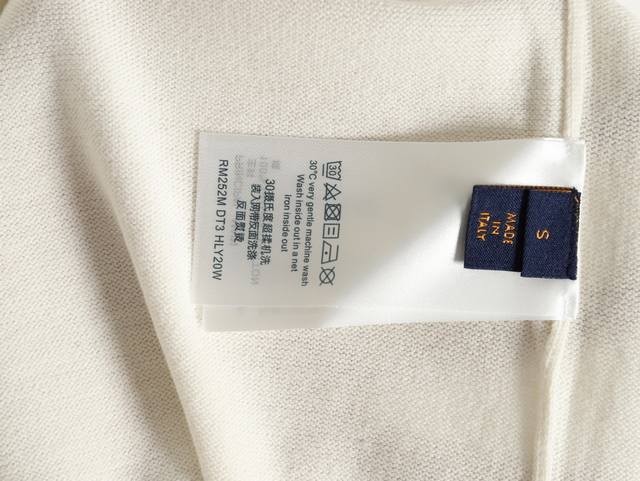 30
30°C very gentle machine wash
Wash inside out in a net
iron inside out
30摄氏度超柔机洗
装入网带反面洗涤
反面熨烫
RM252M DT3 HLY20W
MADE
IN
ITALY
S